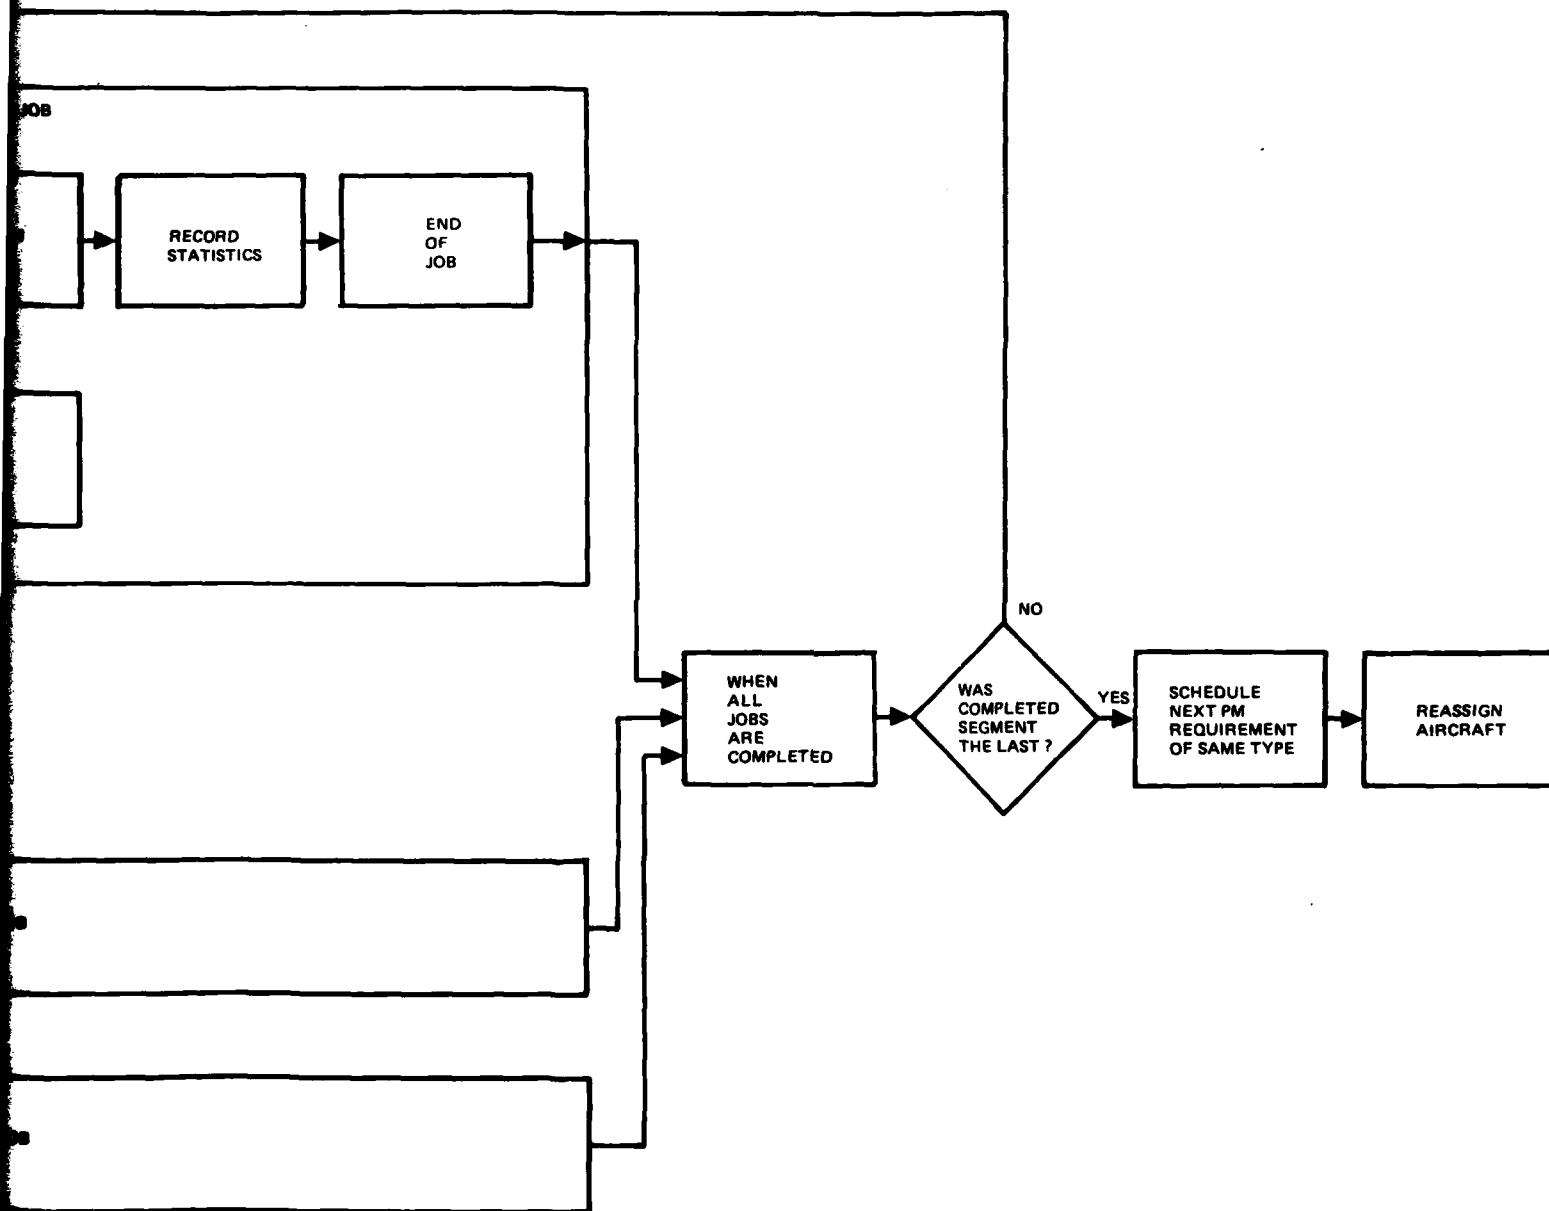 JOB
RECORD
STATISTICS
END
OF
JOB
NO
WHEN
ALL
JOBS
ARE
COMPLETED
WAS
COMPLETED
SEGMENT
THE LAST ?
YES
SCHEDULE
NEXT PM
REQUIREMENT
OF SAME TYPE
REASSIGN
AIRCRAFT